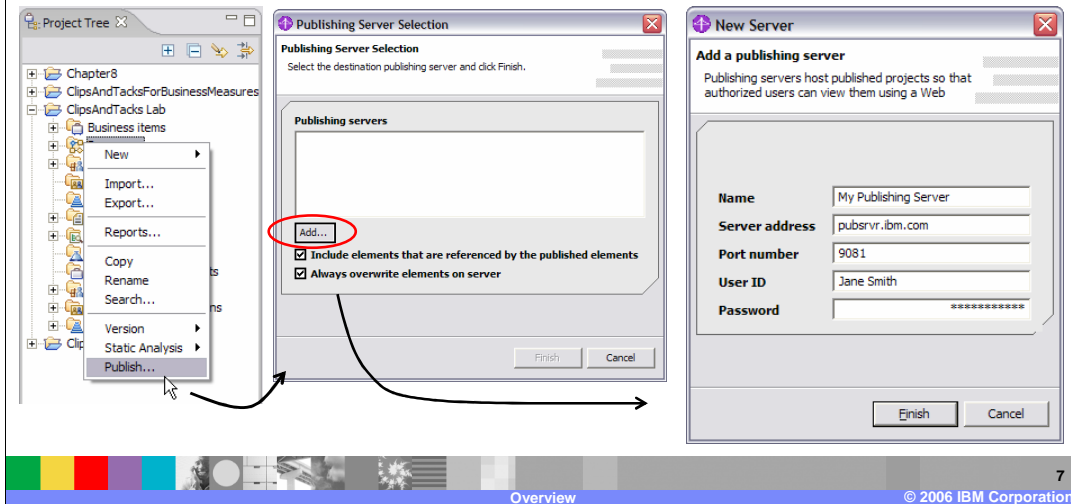 Project Tree
Chapter8
ClipsAndTacksForBusinessMeasures
ClipsAndTacks Lab
Business items
New
Import...
Export...
Reports...
Copy
Rename
Search...
Version
Static Analysis
Publish...
ts
ns
Clip
Publishing Server Selection
Publishing Server Selection
Select the destination publishing server and click Finish.
Publishing servers
Add...
Include elements that are referenced by the published elements
Always overwrite elements on server
Finish
Cancel
New Server
Add a publishing server
Publishing servers host published projects so that
authorized users can view them using a Web
Name My Publishing Server
Server address pubsrvr.ibm.com
Port number 9081
User ID Jane Smith
Password ***********
Finish
Cancel
7
Overview
© 2006 IBM Corporation